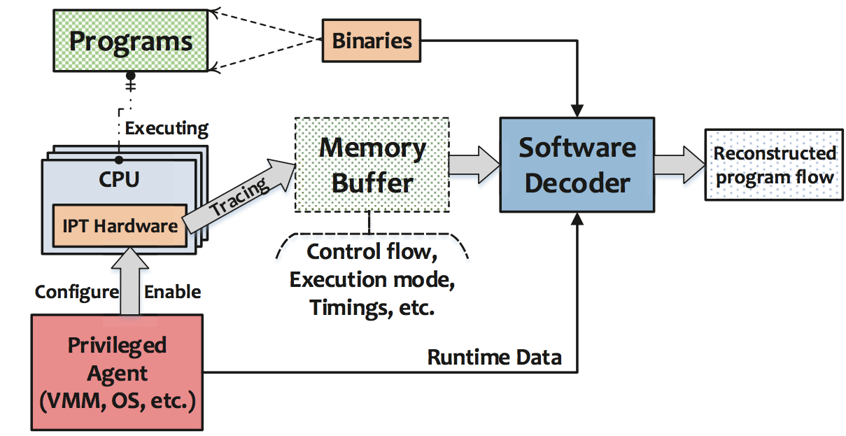 Programs
Binaries
Executing
CPU
IPT Hardware
Tracing
Memory
Buffer
Software
Decoder
Reconstructed
program flow
Control flow,
Execution mode,
Timings, etc.
Configure Enable
Privileged
Agent
(VMM, OS, etc.)
Runtime Data